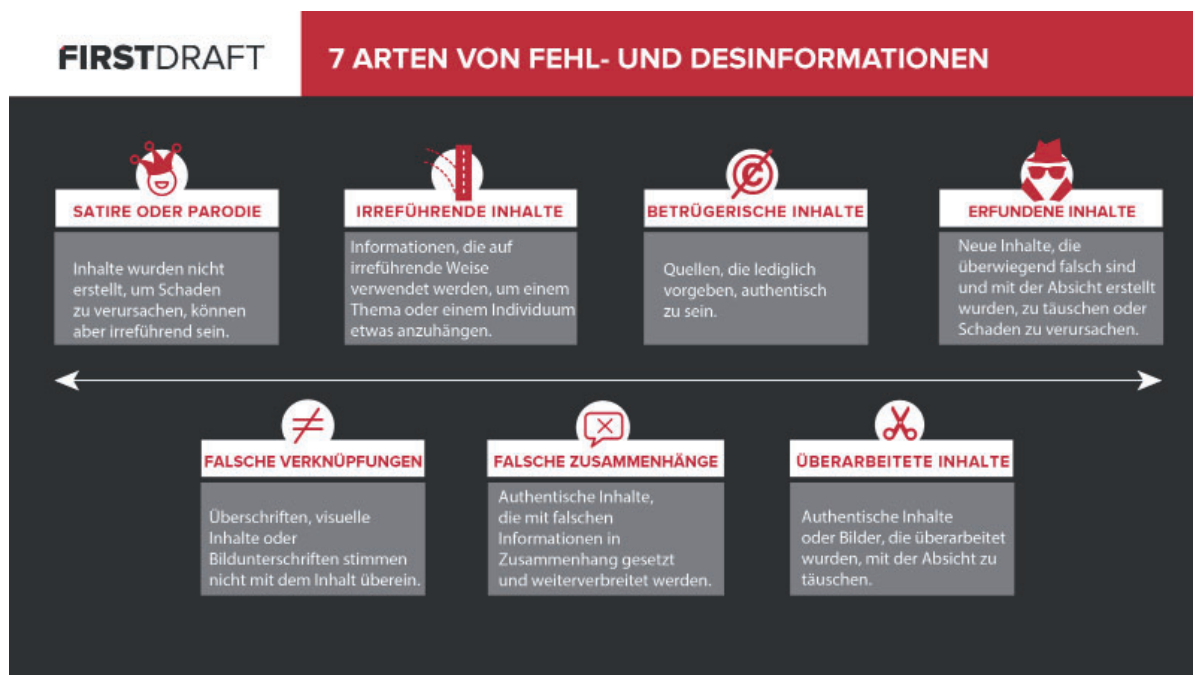 FIRSTDRAFT
7 ARTEN VON FEHL- UND DESINFORMATIONEN
SATIRE ODER PARODIE
Inhalte wurden nicht
erstellt, um Schaden
zu verursachen, können
aber irreführend sein.
IRREFÜHRENDE INHALTE
Informationen, die auf
irreführende Weise
verwendet werden, um einem
Thema oder einem Individuum
etwas anzuhängen.
BETRÜGERISCHE INHALTE
Quellen, die lediglich
vorgeben, authentisch
zu sein.
ERFUNDENE INHALTE
Neue Inhalte, die
überwiegend falsch sind
und mit der Absicht erstellt
wurden, zu täuschen oder
Schaden zu verursachen.
FALSCHE VERKNÜPFUNGEN
Überschriften, visuelle
Inhalte oder
Bildunterschriften stimmen
nicht mit dem Inhalt überein.
FALSCHE ZUSAMMENHÄNGE
Authentische Inhalte,
die mit falschen
Informationen in
Zusammenhang gesetzt
und weiterverbreitet werden.
ÜBERARBEITETE INHALTE
Authentische Inhalte
oder Bilder, die überarbeitet
wurden, mit der Absicht zu
täuschen.